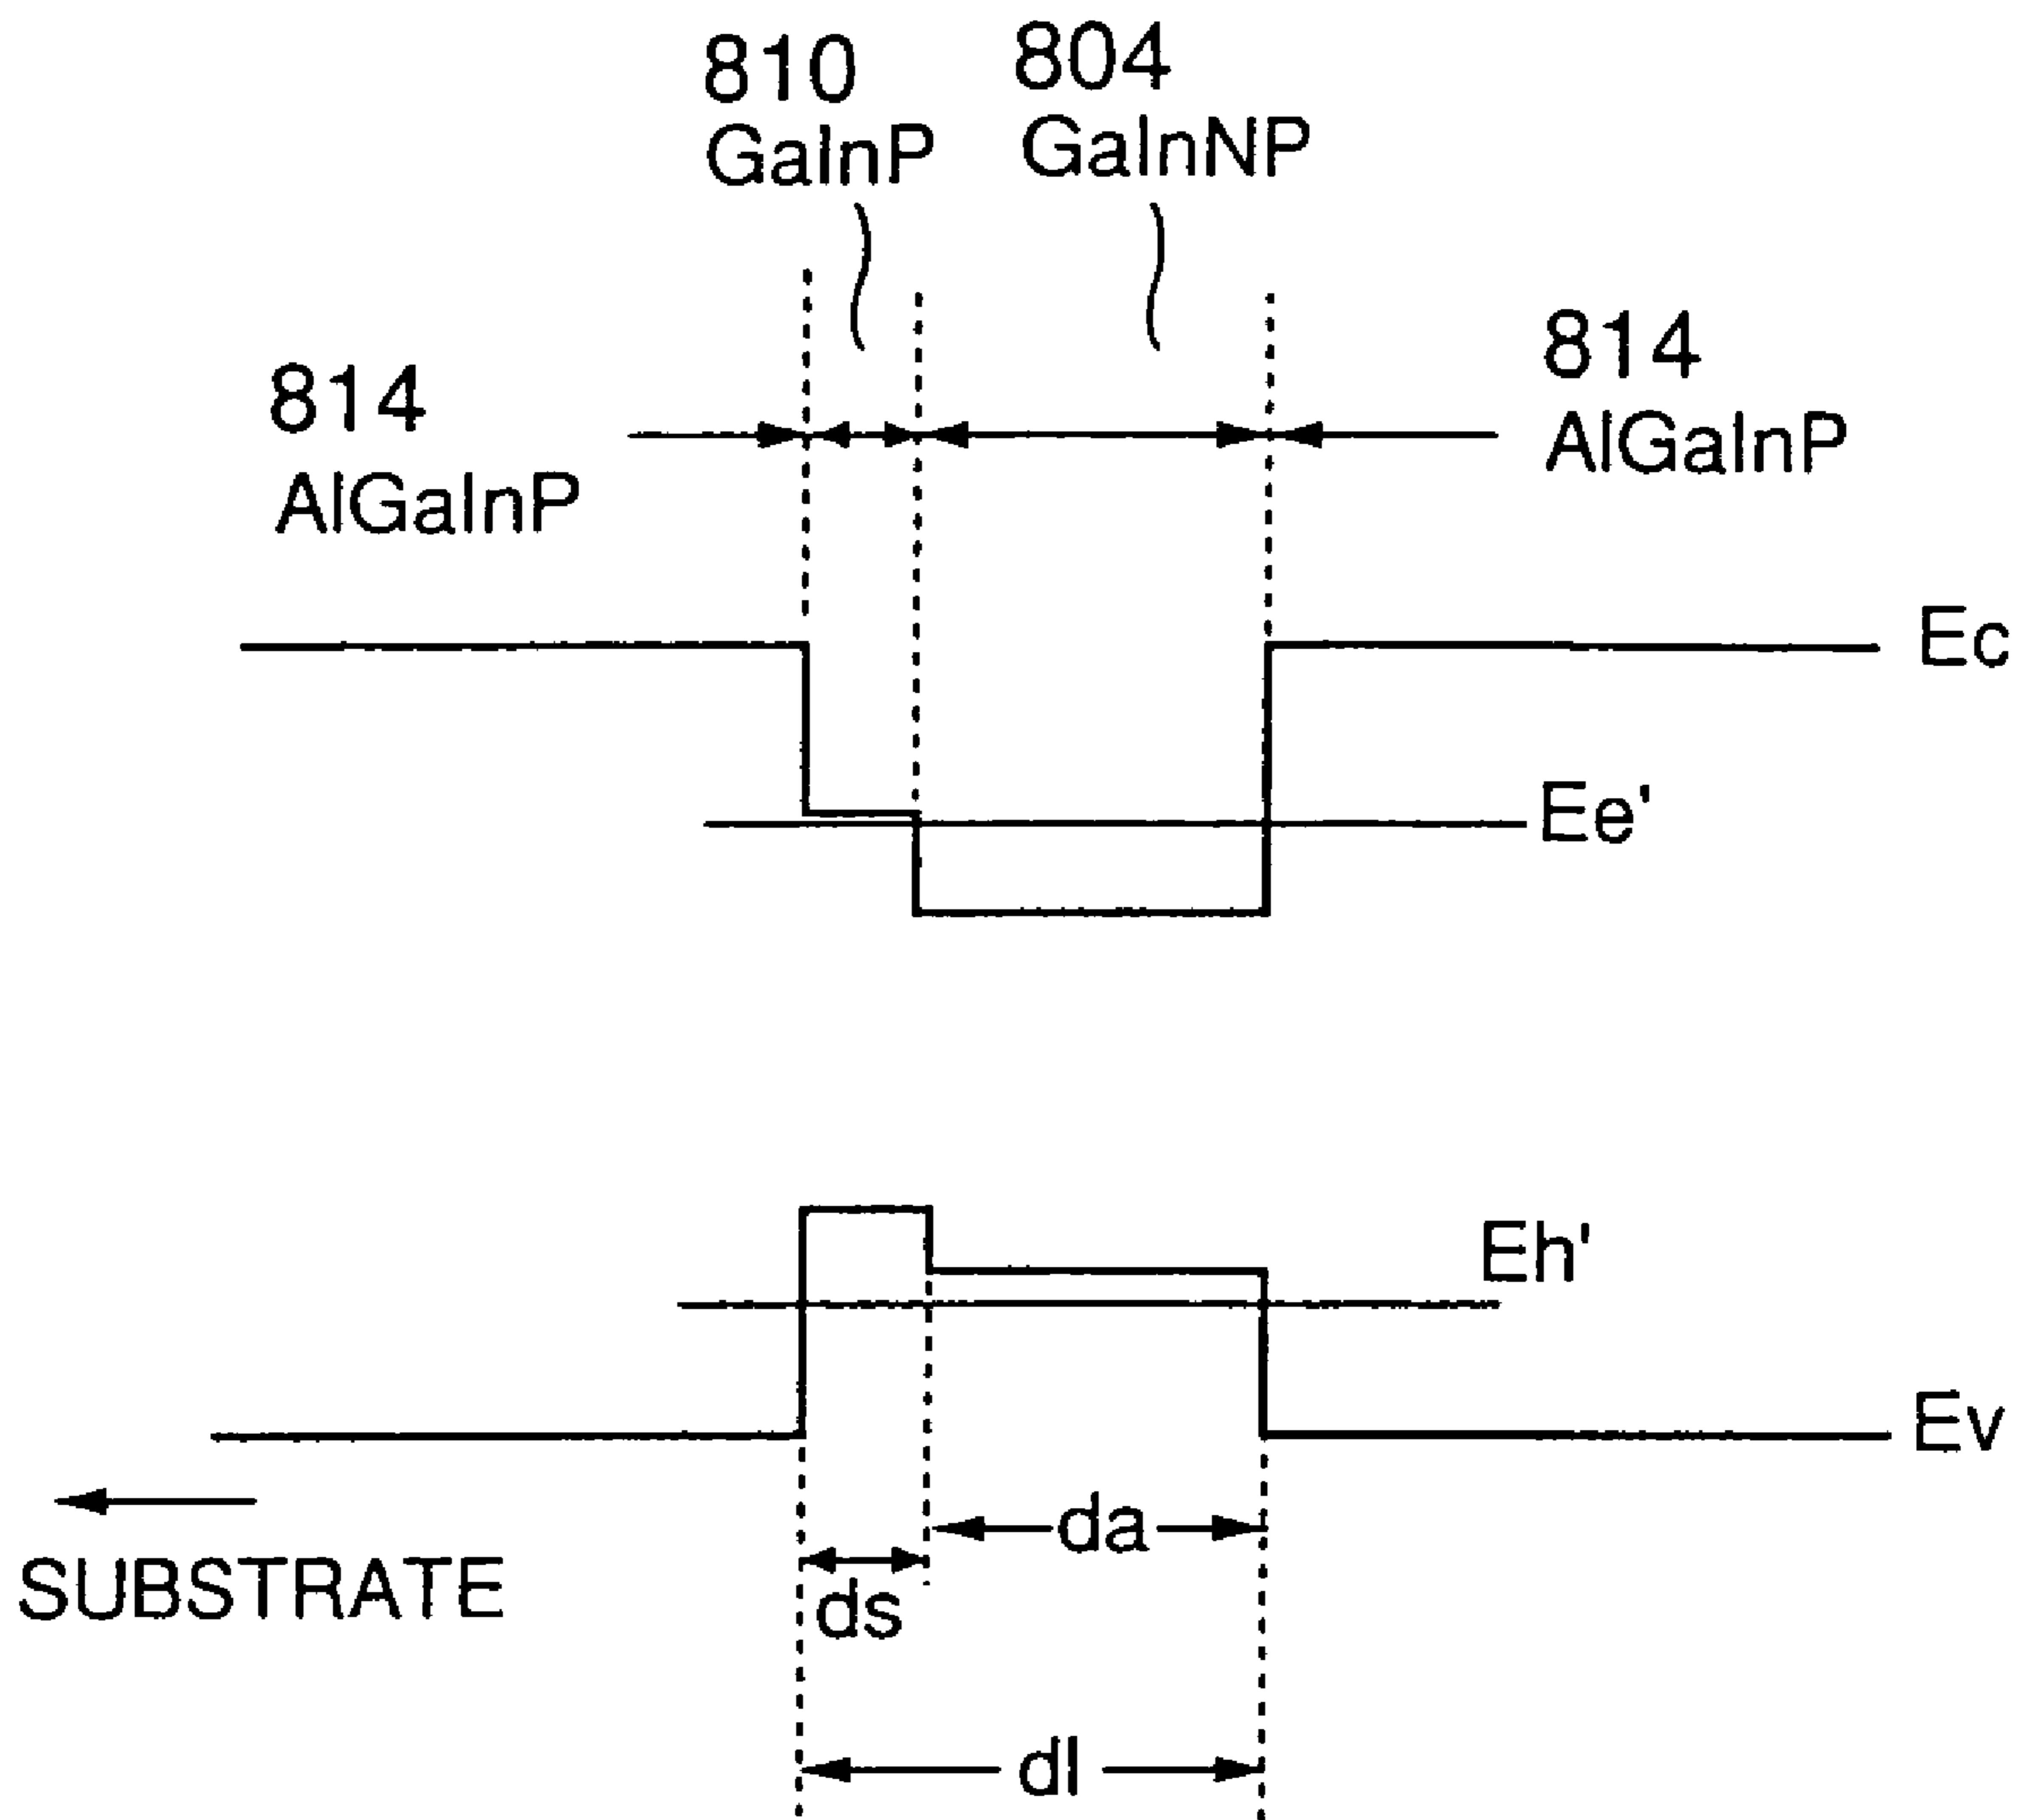 810
GaInP
804
GaInNP
814
AlGaInP
814
AlGaInP
Ec
Ee'
Eh'
Ev
SUBSTRATE
da
ds
dl